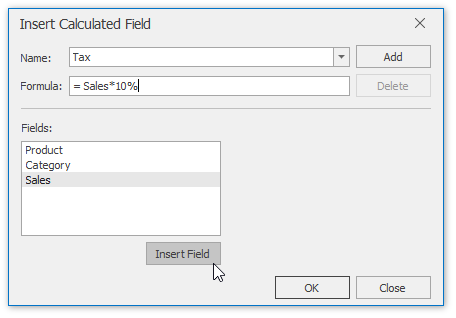 Insert Calculated Field
Name: Tax Add
Formula: = Sales*10% Delete
Fields:
Product
Category
Sales
Insert Field
OK Close